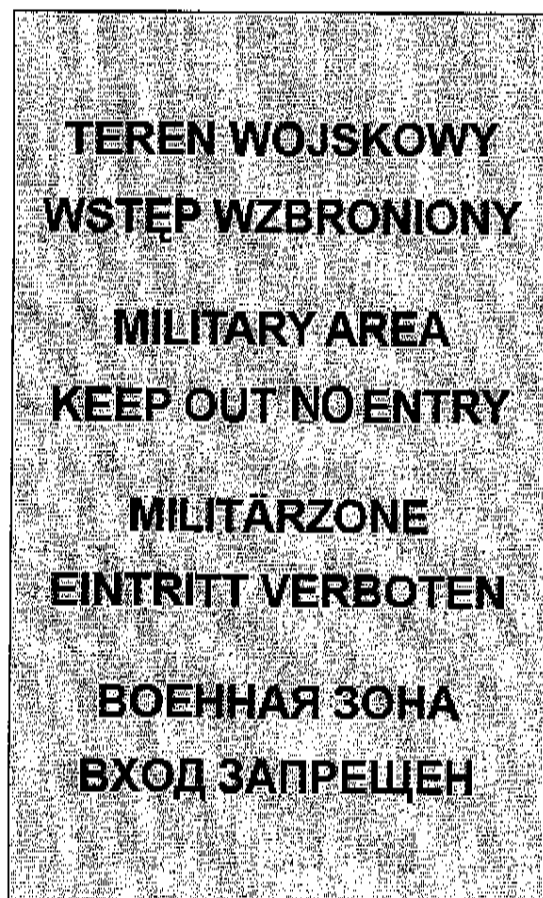 TEREN WOJSKOWY
WSTĘP WZBRONIONY
MILITARY AREA
KEEP OUT NO ENTRY
MILITÄRZONE
EINTRITT VERBOTEN
ВОЕННАЯ ЗОНА
ВХОД ЗАПРЕЩЕН